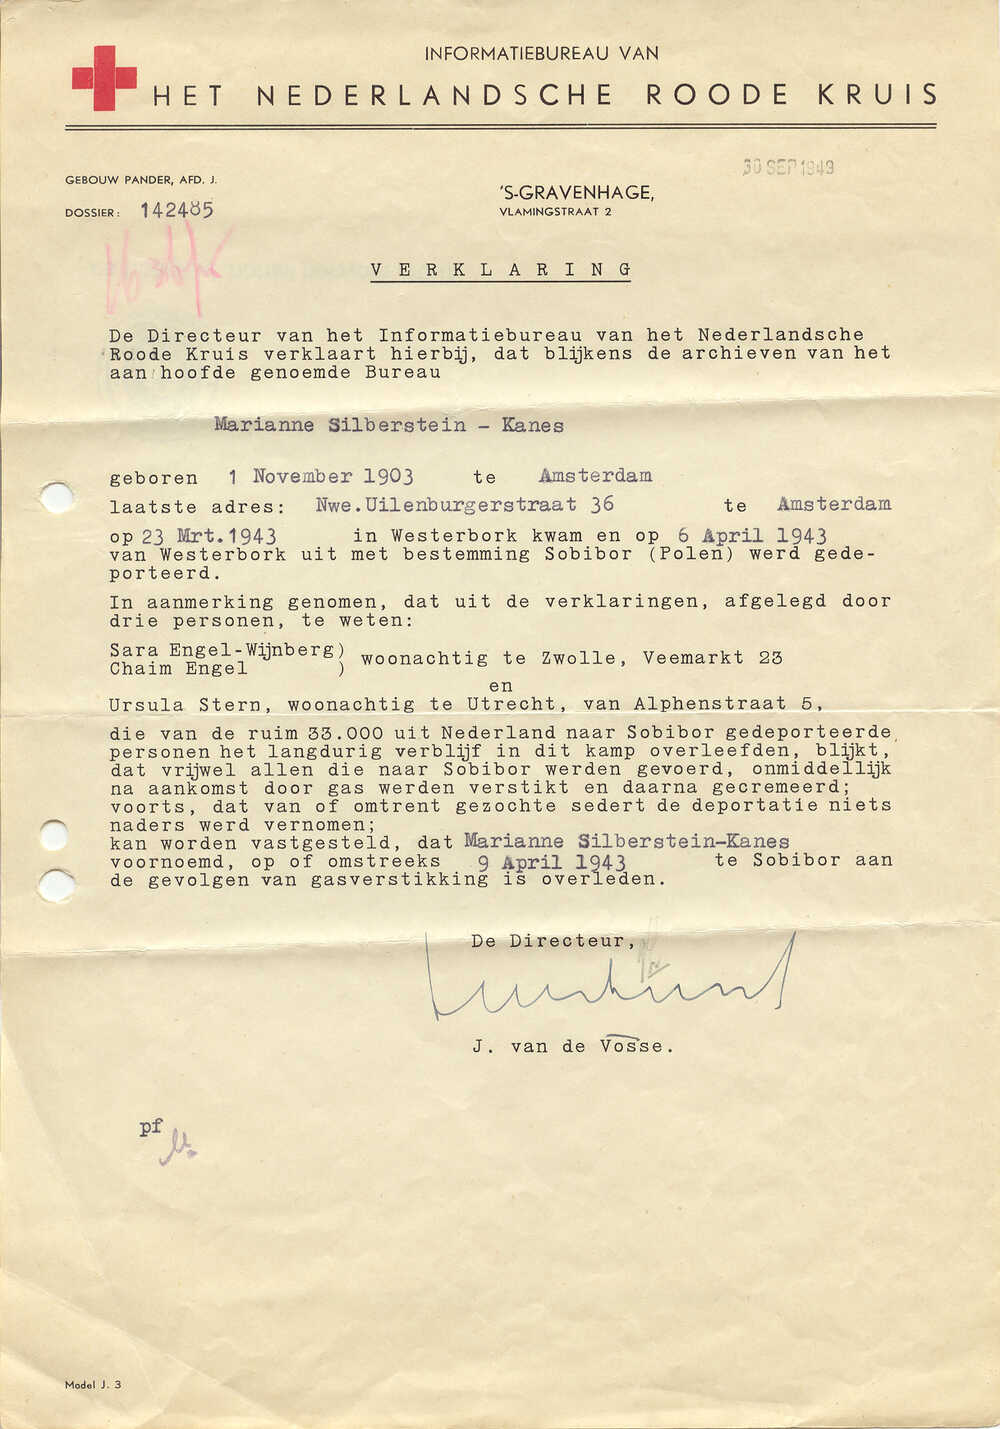 INFORMATIEBUREAU VAN
HET NEDERLANDSCHE ROODE KRUIS
30 SEP 1949
GEBOUW PANDER, AFD. J.
'S-GRAVENHAGE,
DOSSIER: 142485
VLAMINGSTRAAT 2
VERKLARING
De Directeur van het Informatiebureau van het Nederlandsche
Roode Kruis verklaart hierbij, dat blijkens de archieven van het
aan hoofde genoemde Bureau
Marianne Silberstein - Kanes
geboren 1 November 1903 te Amsterdam
laatste adres: Nwe.Uilenburgerstraat 36 te Amsterdam
op 23 Mrt.1943 in Westerbork kwam en op 6 April 1943
van Westerbork uit met bestemming Sobibor (Polen) werd gede-
porteerd.
In aanmerking genomen, dat uit de verklaringen, afgelegd door
drie personen, te weten:
Sara Engel-Wijnberg)
Chaim Engel ) woonachtig te Zwolle, Veemarkt 23
en
Ursula Stern, woonachtig te Utrecht, van Alphenstraat 5,
die van de ruim 33.000 uit Nederland naar Sobibor gedeporteerde
personen het langdurig verblijf in dit kamp overleefden, blijkt,
dat vrijwel allen die naar Sobibor werden gevoerd, onmiddellijk
na aankomst door gas werden verstikt en daarna gecremeerd;
voorts, dat van of omtrent gezochte sedert de deportatie niets
naders werd vernomen;
kan worden vastgesteld, dat Marianne Silberstein-Kanes
voornoemd, op of omstreeks 9 April 1943 te Sobibor aan
de gevolgen van gasverstikking is overleden.
De Directeur,
J. van de Vosse.
pf
Model J. 3